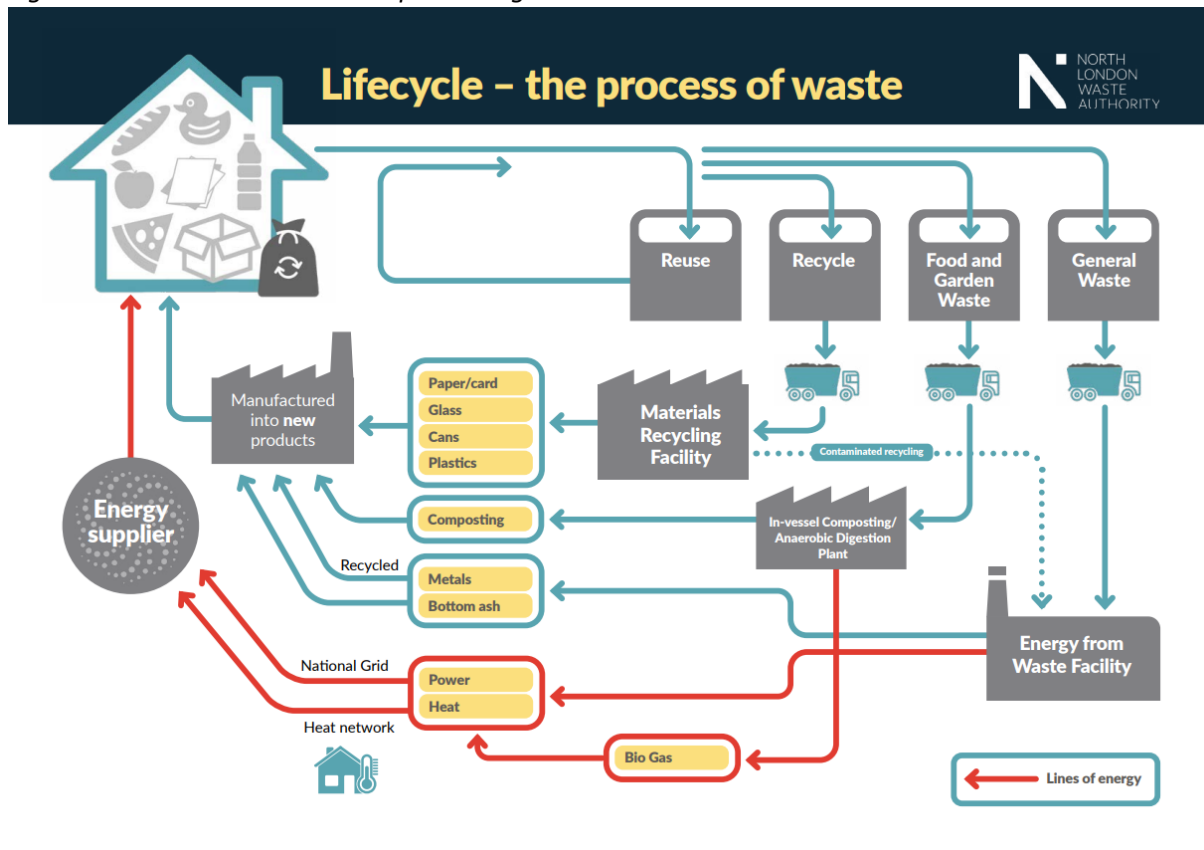 Lifecycle – the process of waste
NORTH
LONDON
WASTE
AUTHORITY
Reuse
Recycle
Food and
Garden
Waste
General
Waste
Manufactured
into new
products
Paper/card
Glass
Cans
Plastics
Materials
Recycling
Facility
Contaminated recycling
Energy
supplier
Composting
In-vessel Composting/
Anaerobic Digestion
Plant
Recycled
Metals
Bottom ash
Energy from
Waste Facility
National Grid
Power
Heat
Heat network
Bio Gas
Lines of energy